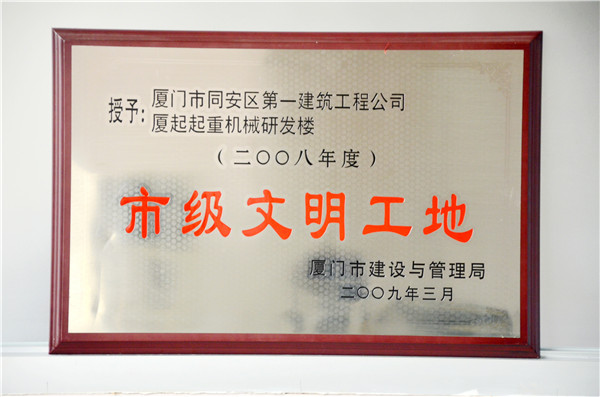 授予:厦门市同安区第一建筑工程公司
厦起起重机械研发楼
(二〇〇八年度)
市级文明工地
厦门市建设与管理局
二〇〇九年三月